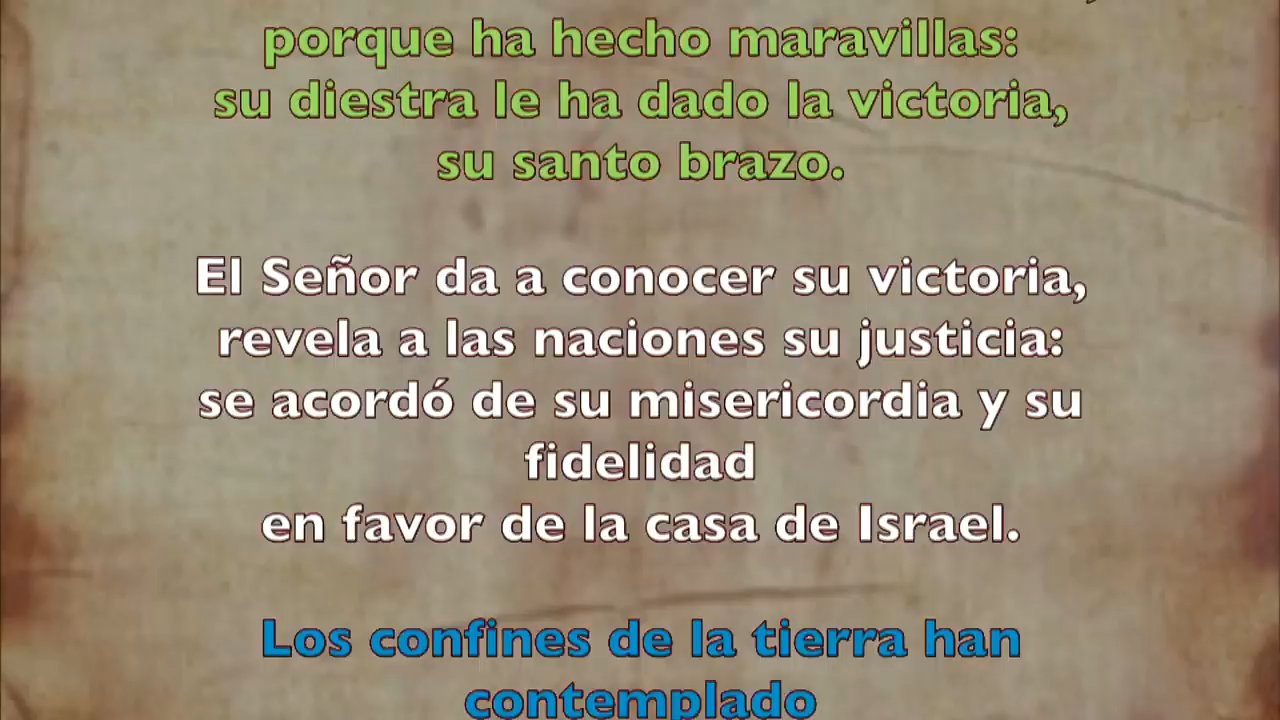 porque ha hecho maravillas:
su diestra le ha dado la victoria,
su santo brazo.
El Señor da a conocer su victoria,
revela a las naciones su justicia:
se acordó de su misericordia y su
fidelidad
en favor de la casa de Israel.
Los confines de la tierra han
contemplado